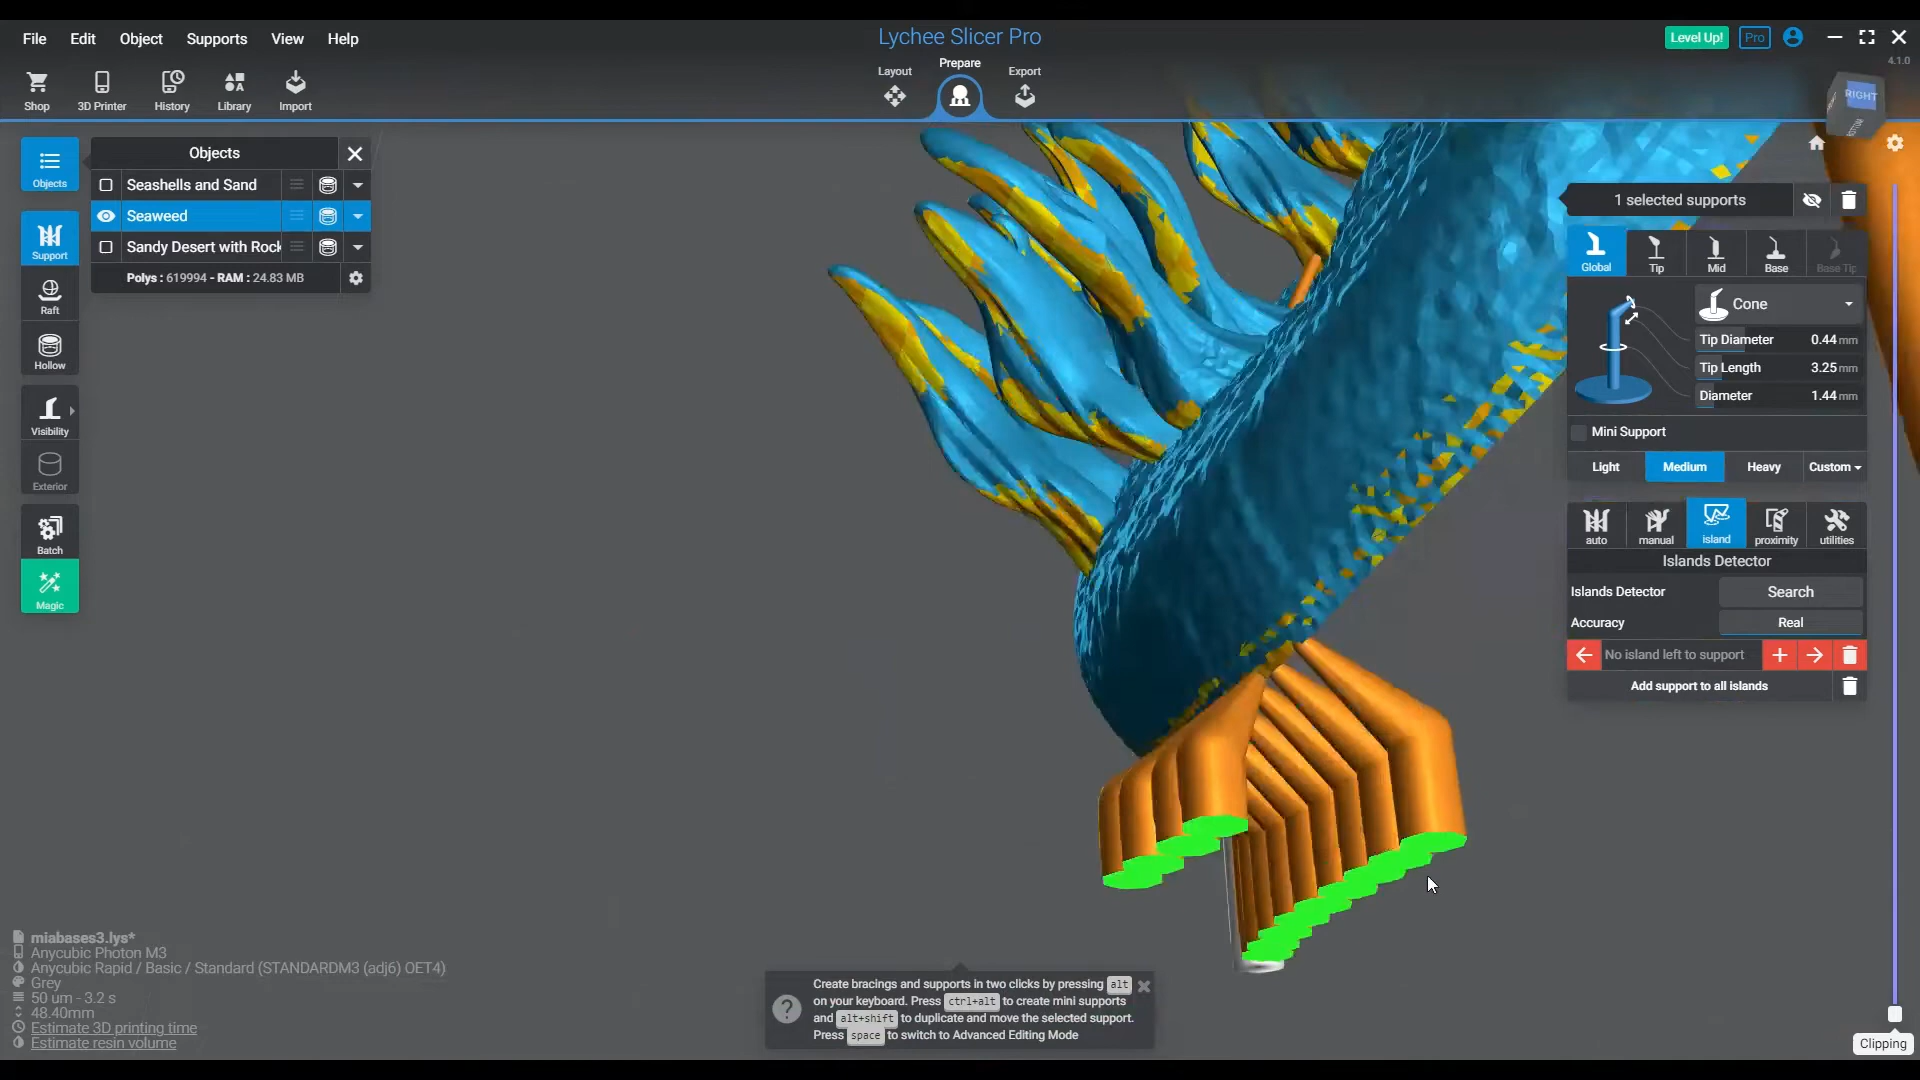 File Edit Object Supports View Help
Lychee Slicer Pro
Level Up! Pro
4.1.0
Shop 3D Printer History Library Import
Layout Prepare Export
RIGHT
BOTTOM
Objects
Support
Raft
Hollow
Visibility
Exterior
Batch
Magic
Objects
Seashells and Sand
Seaweed
Sandy Desert with Rock
Polys : 619994 - RAM : 24.83 MB
1 selected supports
Global Tip Mid Base Base Tip
Cone
Tip Diameter 0.44 mm
Tip Length 3.25 mm
Diameter 1.44 mm
Mini Support
Light Medium Heavy Custom
auto manual island proximity utilities
Islands Detector
Islands Detector Search
Accuracy Real
No island left to support
Add support to all islands
miabases3.lys*
Anycubic Photon M3
Anycubic Rapid / Basic / Standard (STANDARDM3 (adj6) OET4)
Grey
50 um - 3.2 s
48.40mm
Estimate 3D printing time
Estimate resin volume
Create bracings and supports in two clicks by pressing alt
on your keyboard. Press ctrl+alt to create mini supports
and alt+shift to duplicate and move the selected support.
Press space to switch to Advanced Editing Mode
Clipping